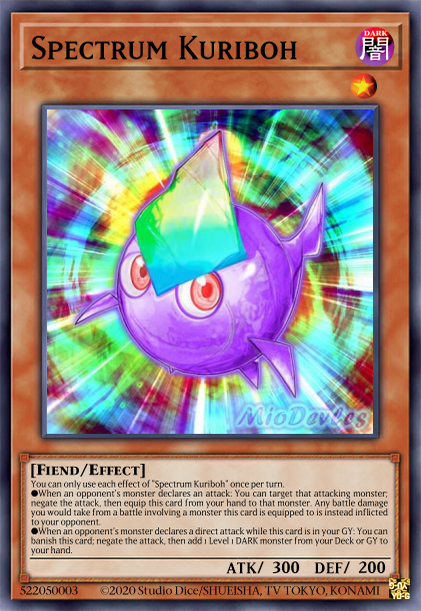 SPECTRUM KURIBOH
DARK
闇
MioDevles
[FIEND/EFFECT]
You can only use each effect of "Spectrum Kuriboh" once per turn.
●When an opponent's monster declares an attack: You can target that attacking monster;
negate the attack, then equip this card from your hand to that monster. Any battle damage
you would take from a battle involving a monster this card is equipped to is instead inflicted
to your opponent.
●When an opponent's monster declares a direct attack while this card is in your GY: You can
banish this card; negate the attack, then add 1 Level 1 DARK monster from your Deck or GY to
your hand.
ATK/ 300 DEF/ 200
522050003 ©2020 Studio Dice/SHUEISHA, TV TOKYO, KONAMI